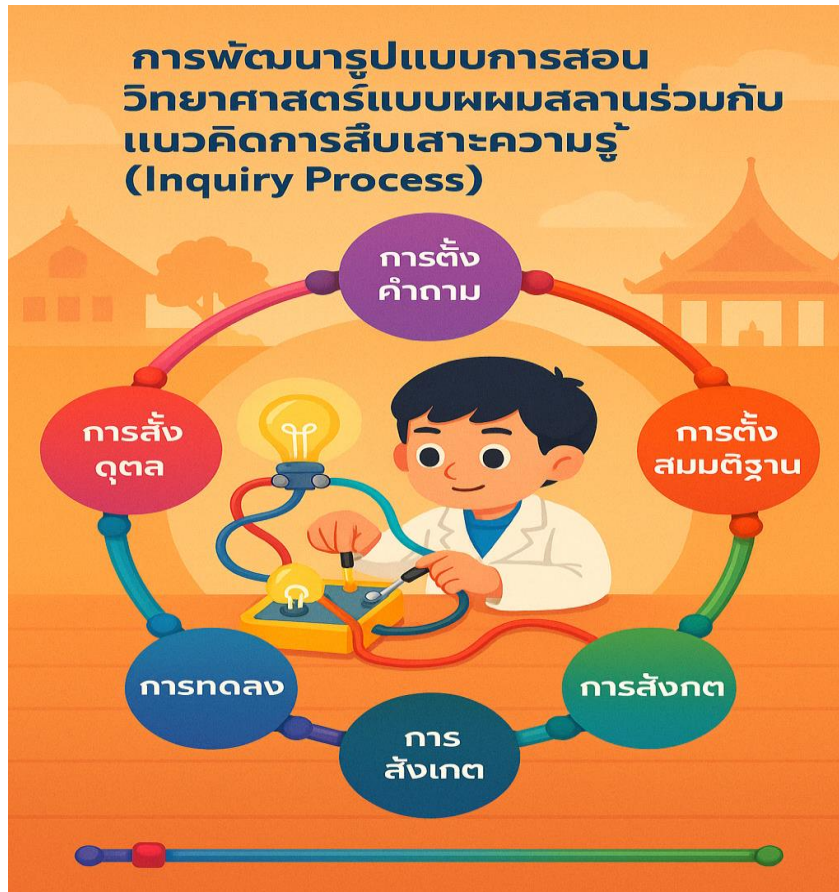 การพัฒนารูปแบบการสอน
วิทยาศาสตร์แบบผผมสลานร่วมกับ
แนวคิดการสืบเสาะความรู้
(Inquiry Process)
การตั้ง
คำถาม
การตั้ง
สมมติฐาน
การสังกต
การ
สังเกต
การทดลง
การสั้ง
ดุตล